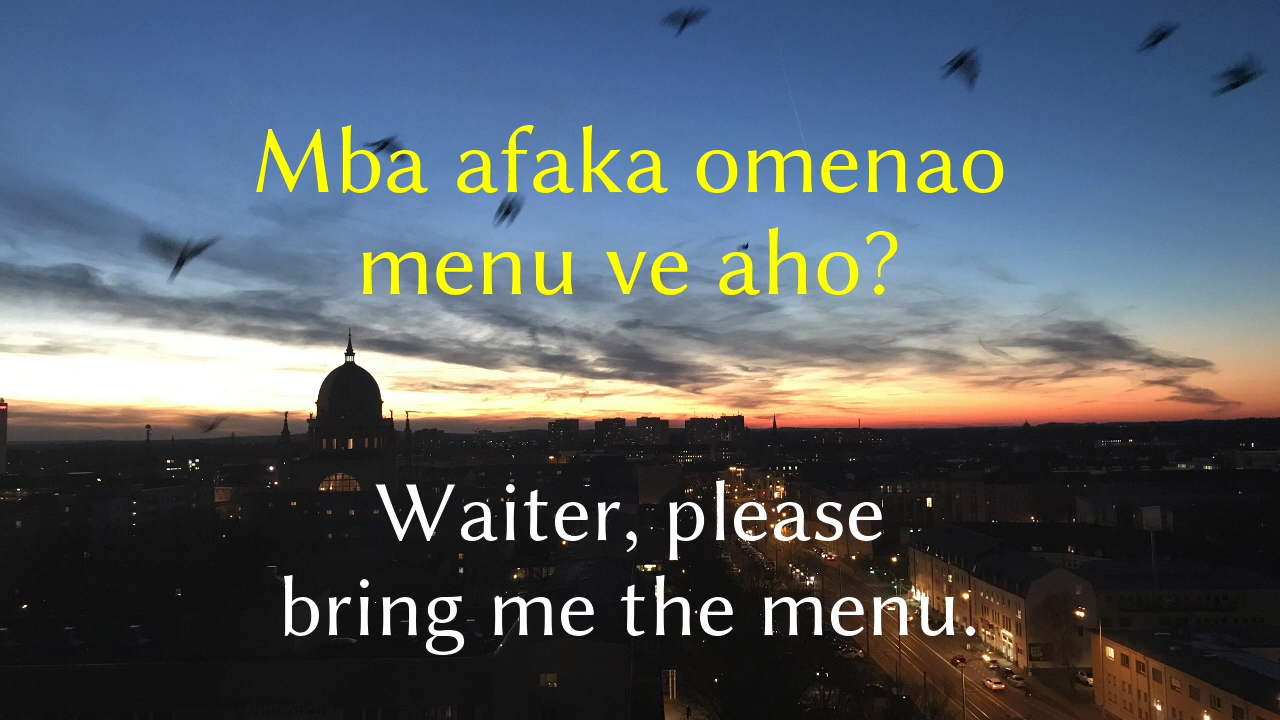 Mba afaka omenao
menu ve aho?
Waiter, please
bring me the menu.